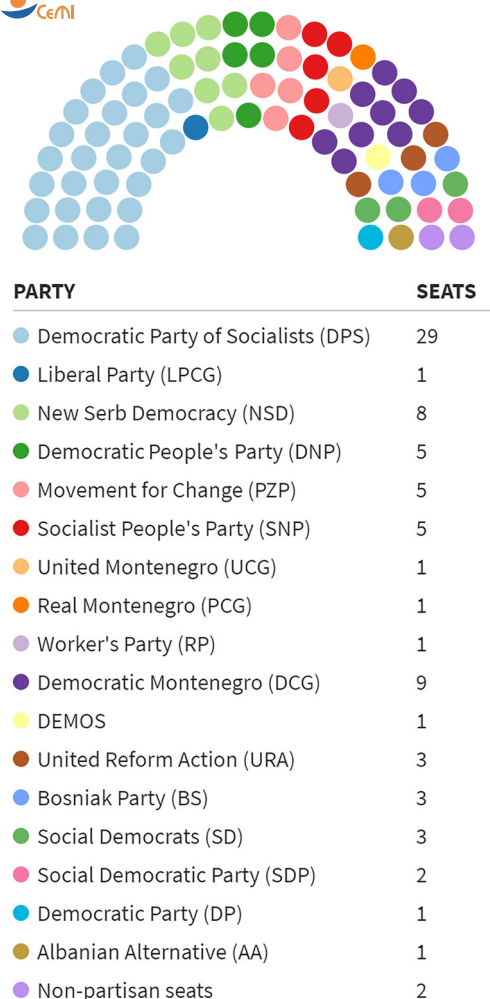 CeMI
PARTY SEATS
Democratic Party of Socialists (DPS) 29
Liberal Party (LPCG) 1
New Serb Democracy (NSD) 8
Democratic People's Party (DNP) 5
Movement for Change (PZP) 5
Socialist People's Party (SNP) 5
United Montenegro (UCG) 1
Real Montenegro (PCG) 1
Worker's Party (RP) 1
Democratic Montenegro (DCG) 9
DEMOS 1
United Reform Action (URA) 3
Bosniak Party (BS) 3
Social Democrats (SD) 3
Social Democratic Party (SDP) 2
Democratic Party (DP) 1
Albanian Alternative (AA) 1
Non-partisan seats 2